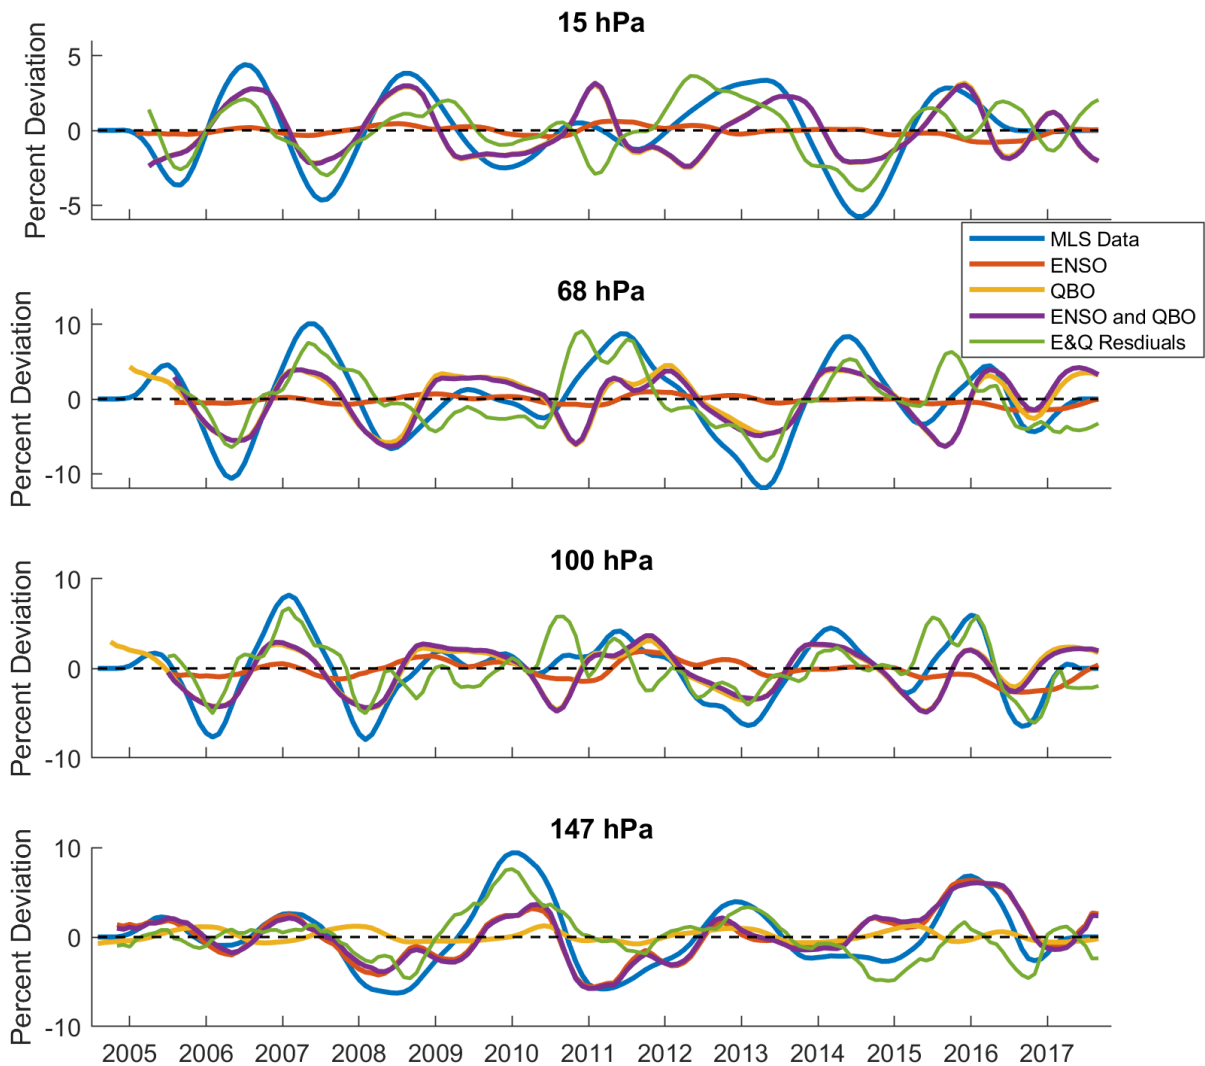 15 hPa
Percent Deviation
5
0
-5
MLS Data
ENSO
QBO
ENSO and QBO
E&Q Resdiuals
68 hPa
Percent Deviation
10
0
-10
100 hPa
Percent Deviation
10
0
-10
147 hPa
Percent Deviation
10
0
-10
2005 2006 2007 2008 2009 2010 2011 2012 2013 2014 2015 2016 2017